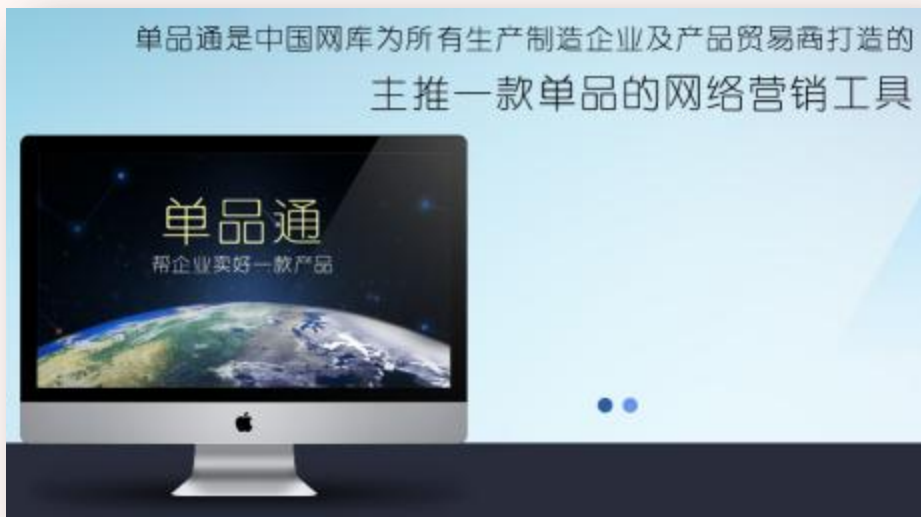 单品通是中国网库为所有生产制造企业及产品贸易商打造的
主推一款单品的网络营销工具
单品通
帮企业卖好一款产品